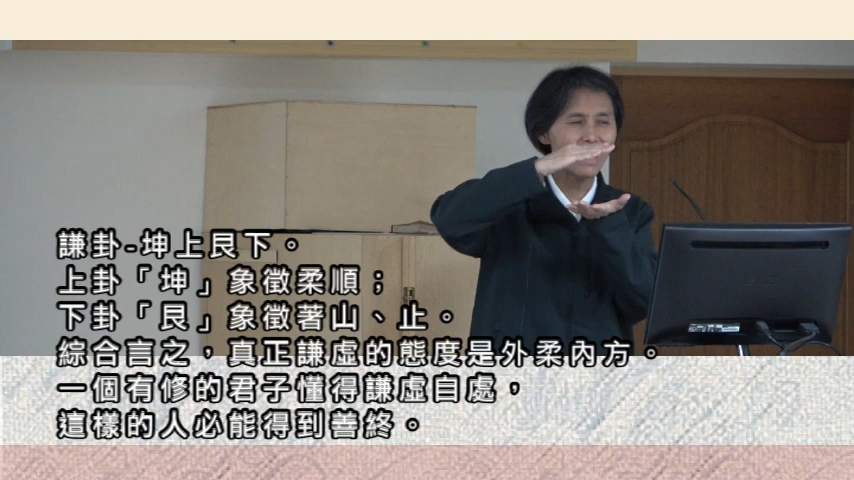 謙卦-坤上艮下。
上卦「坤」象徵柔順；
下卦「艮」象徵著山、止。
綜合言之，真正謙虛的態度是外柔內方。
一個有修的君子懂得謙虛自處，
這樣的人必能得到善終。